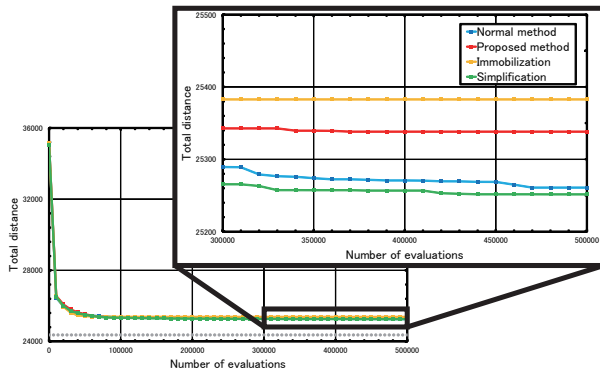 25500
25400
25300
25200
Total distance
Normal method
Proposed method
Immobilization
Simplification
300000 350000 400000 450000 500000
Number of evaluations
36000
32000
28000
24000
Total distance
0 100000 200000 300000 400000 500000
Number of evaluations